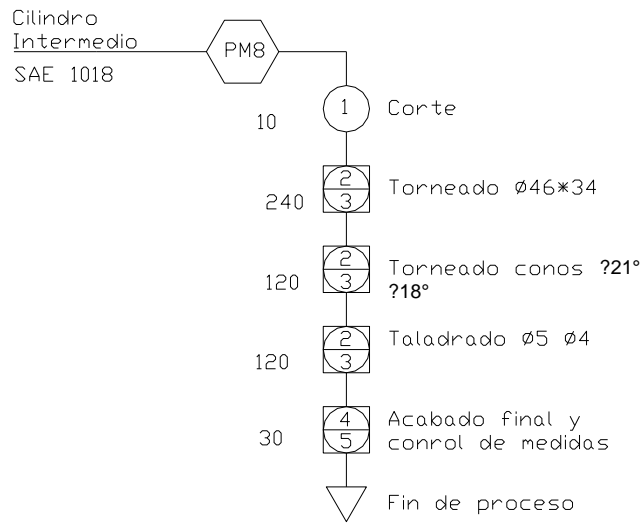 Cilindro
Intermedio
SAE 1018
PM8
1
Corte
10
2
3
Torneado Ø46*34
240
2
3
Torneado conos ?21°
?18°
120
2
3
Taladrado Ø5 Ø4
120
4
5
Acabado final y
conrol de medidas
30
Fin de proceso